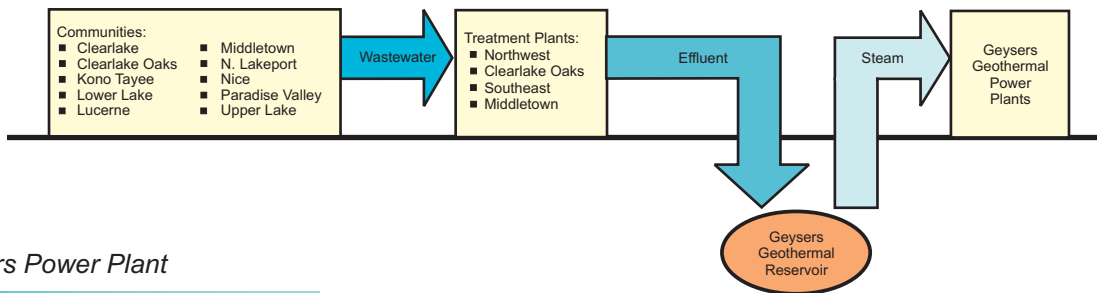 Communities:
■ Clearlake
■ Clearlake Oaks
■ Kono Tayee
■ Lower Lake
■ Lucerne
■ Middletown
■ N. Lakeport
■ Nice
■ Paradise Valley
■ Upper Lake
Wastewater
Treatment Plants:
■ Northwest
■ Clearlake Oaks
■ Southeast
■ Middletown
Effluent
Steam
Geysers
Geothermal
Power
Plants
Geysers
Geothermal
Reservoir
Power Plant